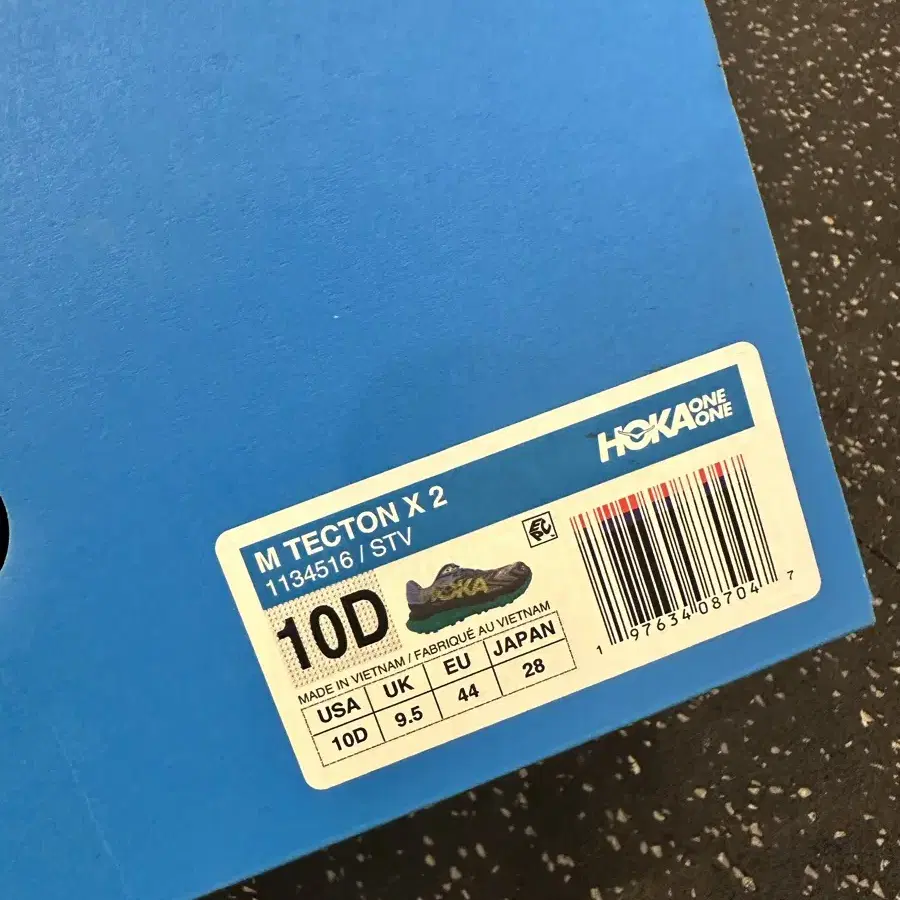 HOKA ONE ONE
M TECTON X 2
1134516 / STV
HOKA
10D
MADE IN VIETNAM / FABRIQUÉ AU VIETNAM
USA UK EU JAPAN
10D 9.5 44 28
1 97634 08704 7